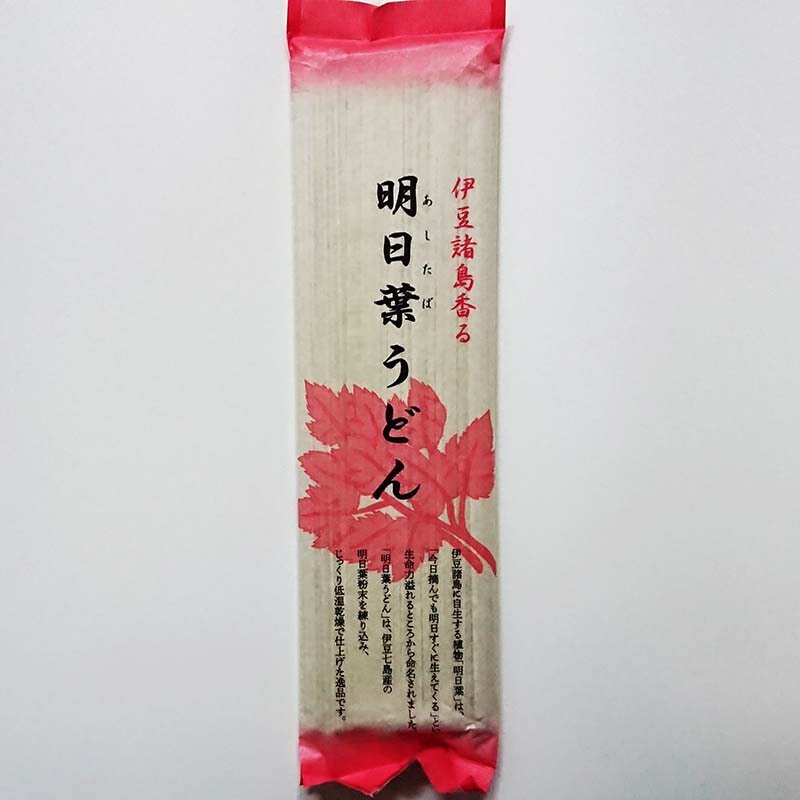 伊豆諸島香る
明日葉うどん
あしたば
伊豆諸島に自生する植物「明日葉」は、
「今日摘んでも明日すぐに生えてくる」とい
生命力溢れるところから命名されました。
「明日葉うどん」は、伊豆七島産の
明日葉粉末を練り込み、
じっくり低温乾燥で仕上げた逸品です。